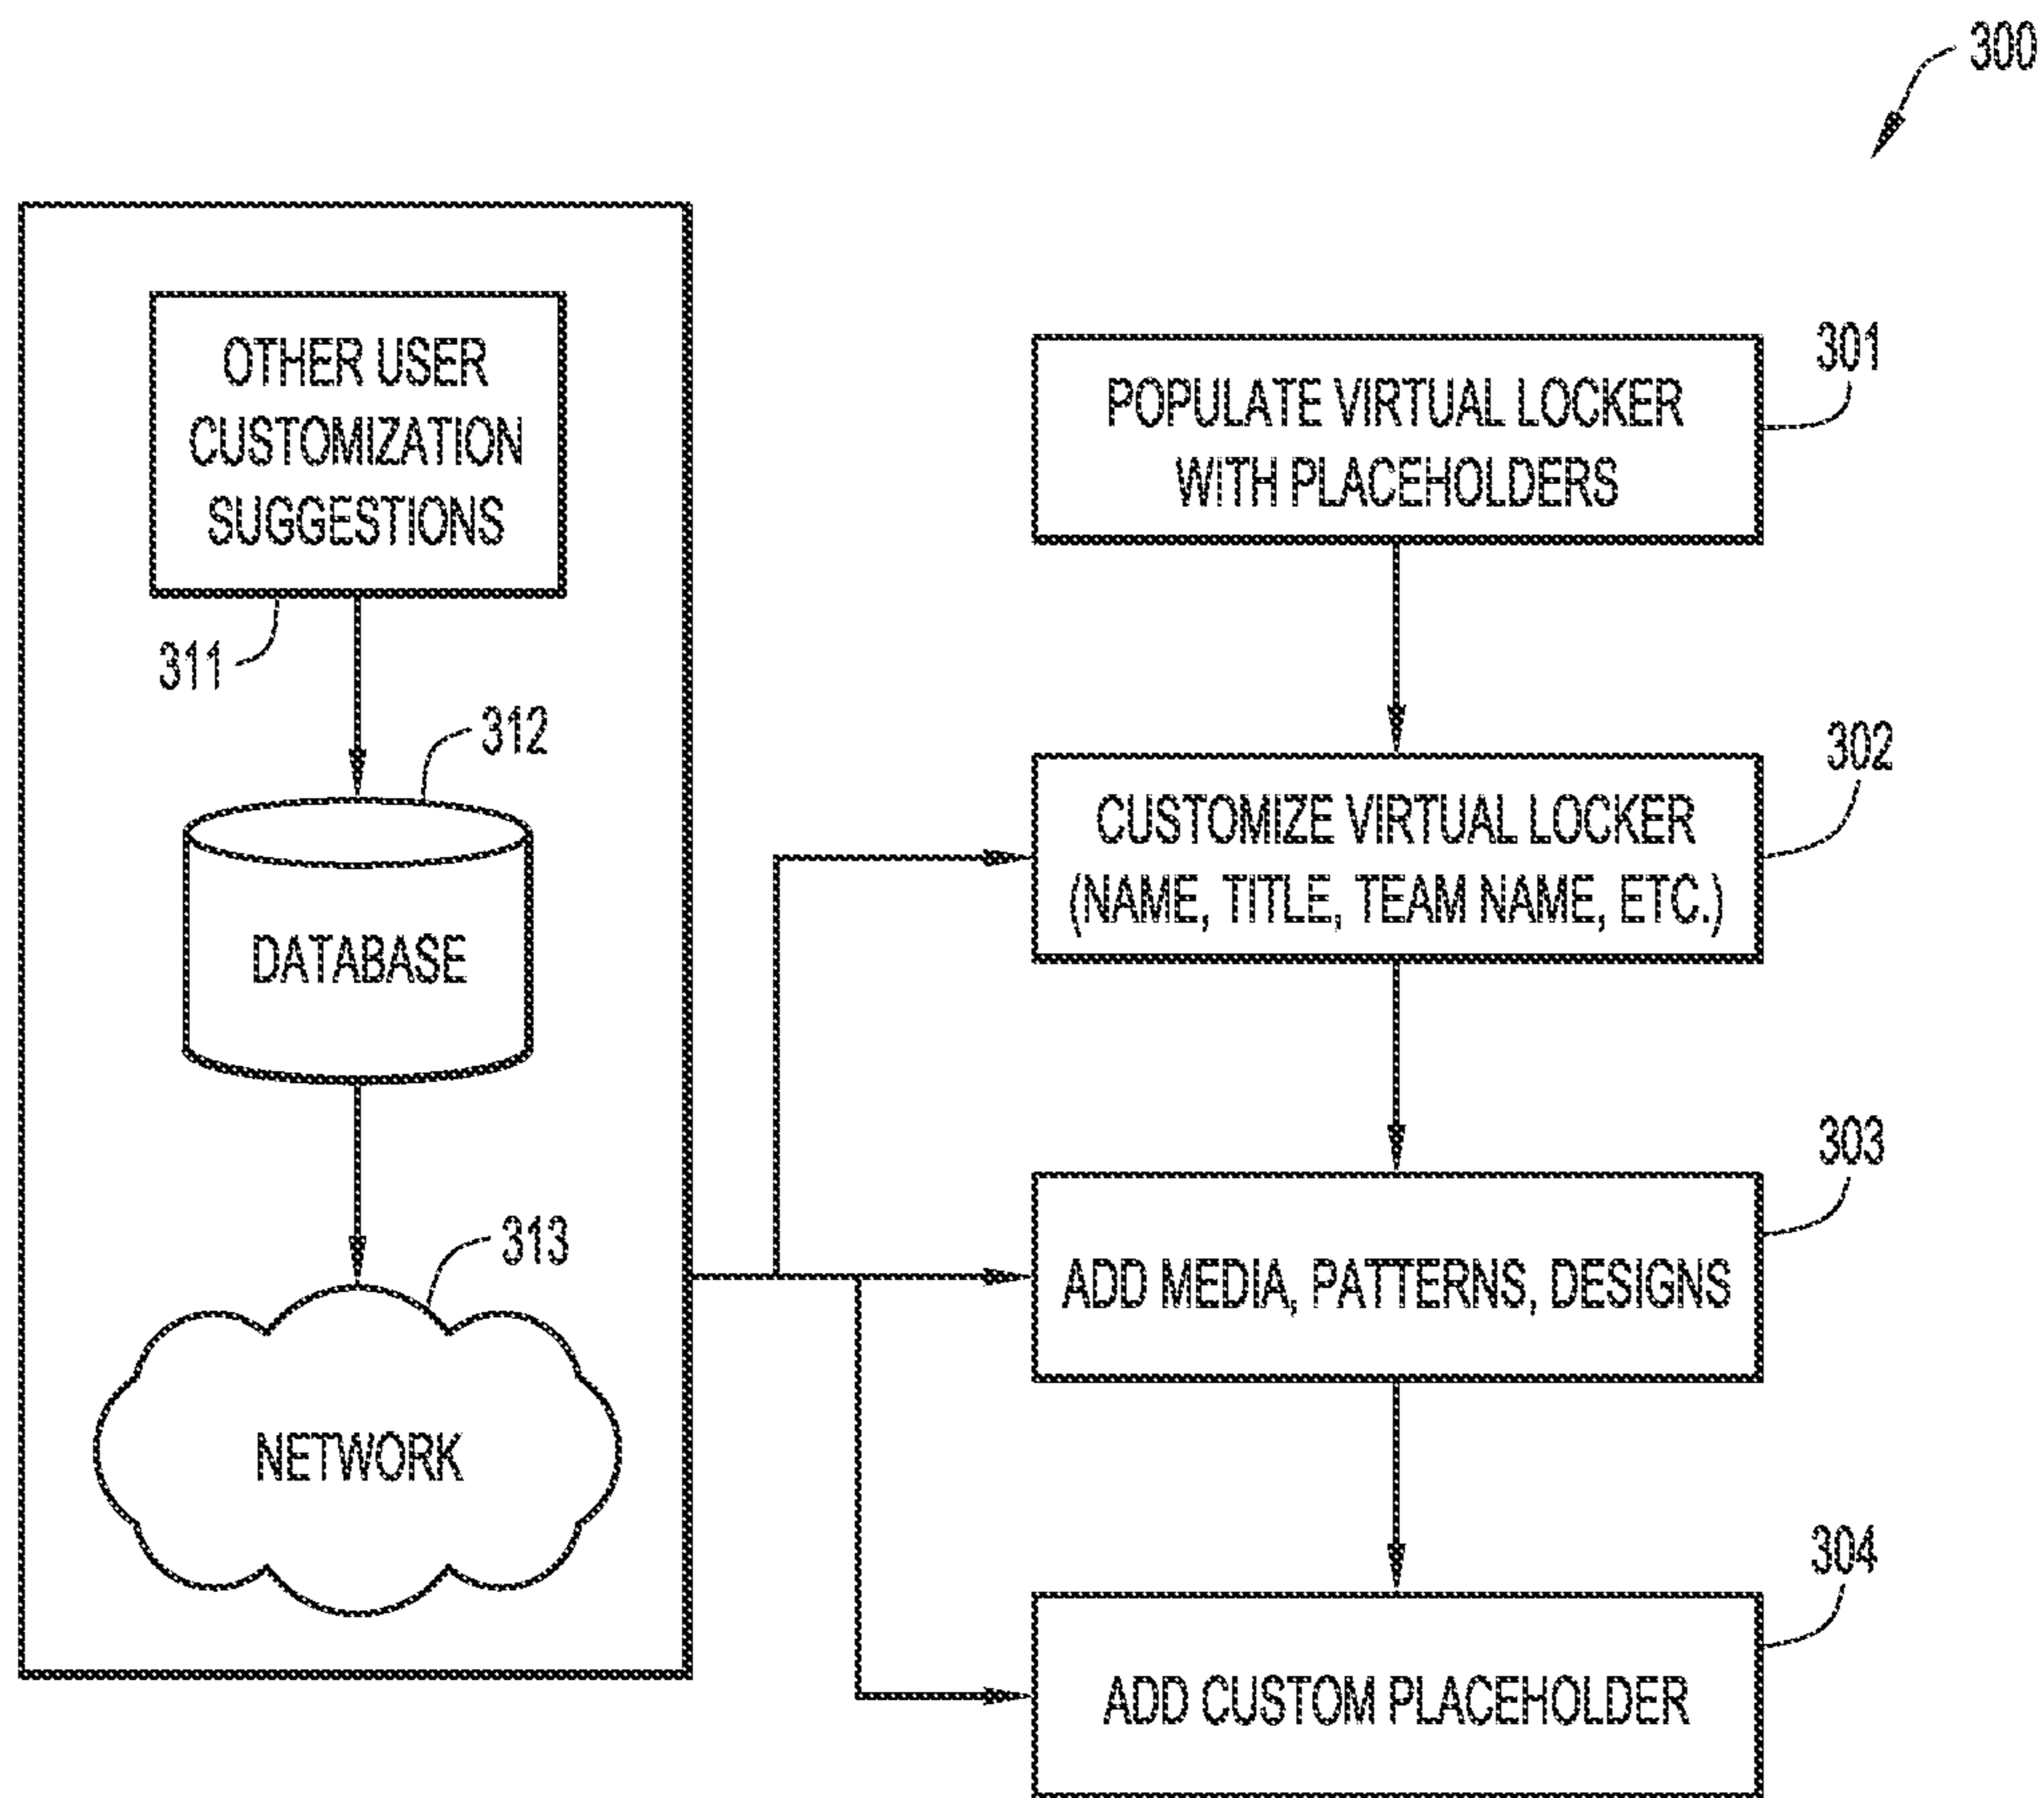 300
OTHER USER
CUSTOMIZATION
SUGGESTIONS
311
312
DATABASE
313
NETWORK
301
POPULATE VIRTUAL LOCKER
WITH PLACEHOLDERS
302
CUSTOMIZE VIRTUAL LOCKER
(NAME, TITLE, TEAM NAME, ETC.)
303
ADD MEDIA, PATTERNS, DESIGNS
304
ADD CUSTOM PLACEHOLDER